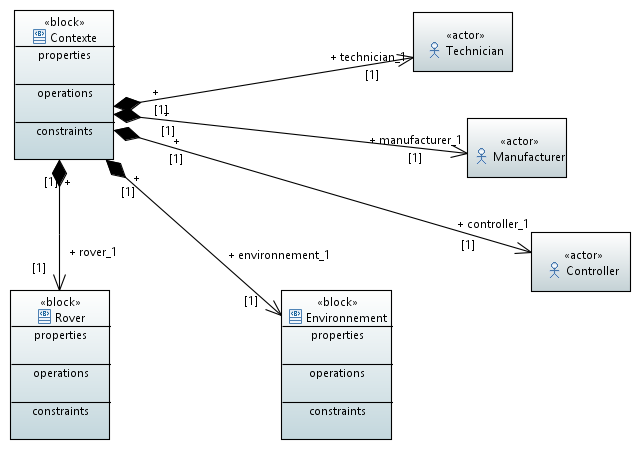 «block»
Contexte
properties
operations
constraints
«actor»
Technician
+ technician_1
[1]
+
[1]
+
[1]
«actor»
Manufacturer
+ manufacturer_1
[1]
+
[1]
«actor»
Controller
+ controller_1
[1]
[1]
+
+
[1]
+ rover_1
[1]
+ environnement_1
[1]
«block»
Rover
properties
operations
constraints
«block»
Environnement
properties
operations
constraints